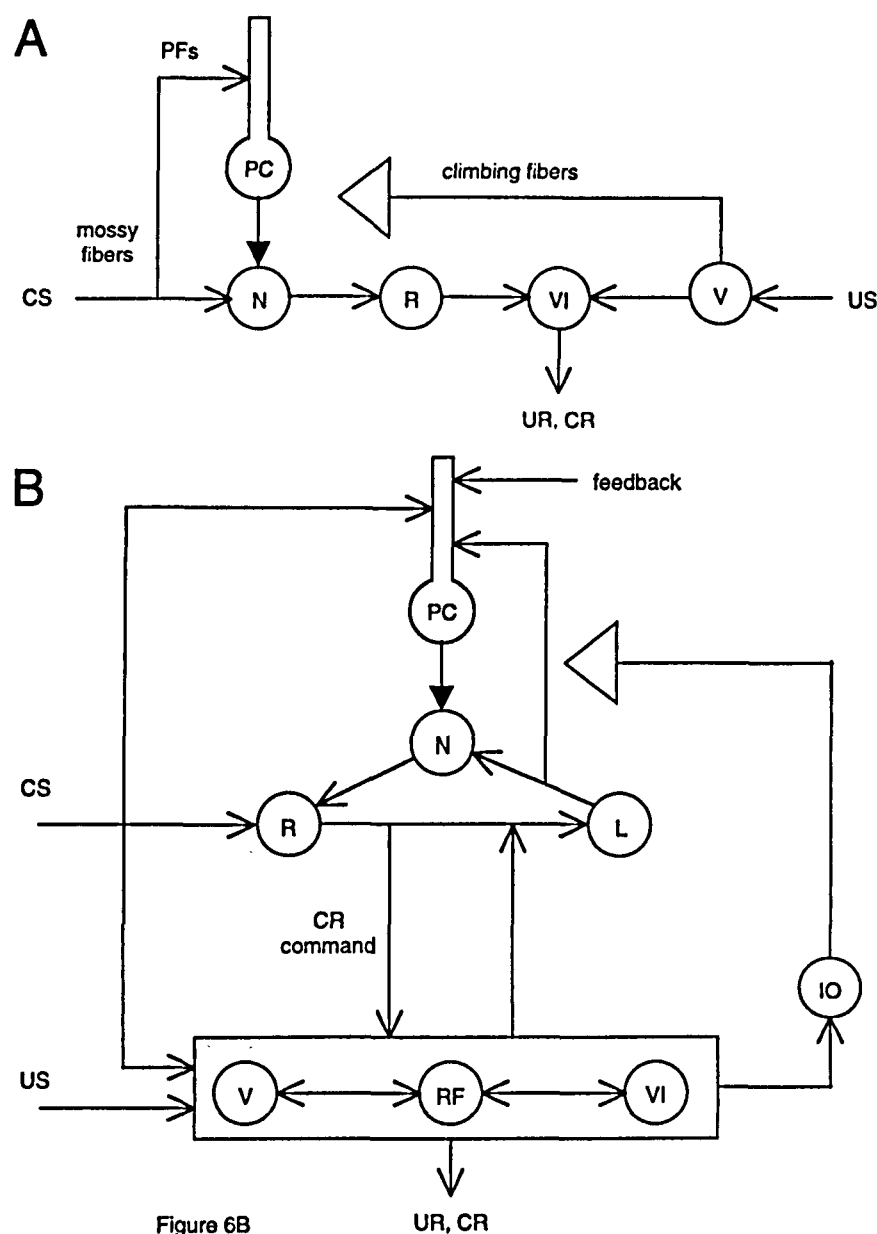 A
PFs
PC
climbing fibers
mossy
fibers
CS
N
R
VI
V
US
UR, CR
B
feedback
PC
N
CS
R
L
CR
command
IO
US
V
RF
VI
Figure 6B
UR, CR